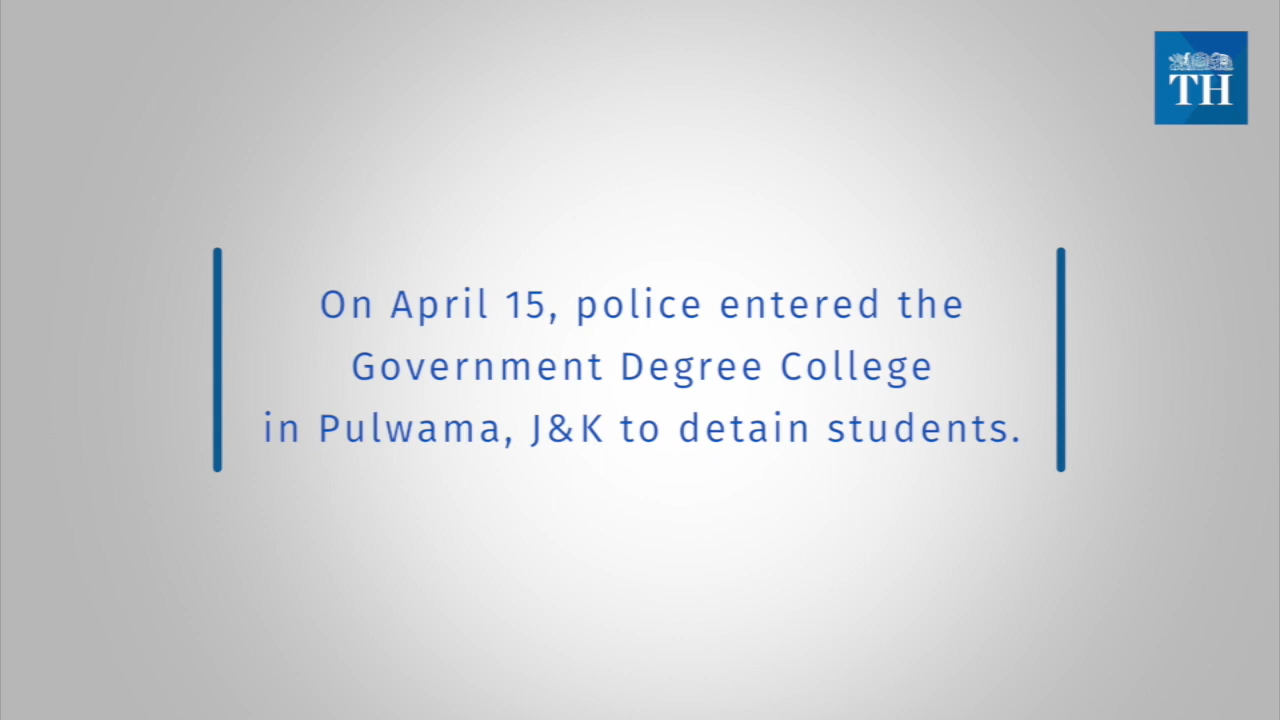 TH
On April 15, police entered the
Government Degree College
in Pulwama, J&K to detain students.